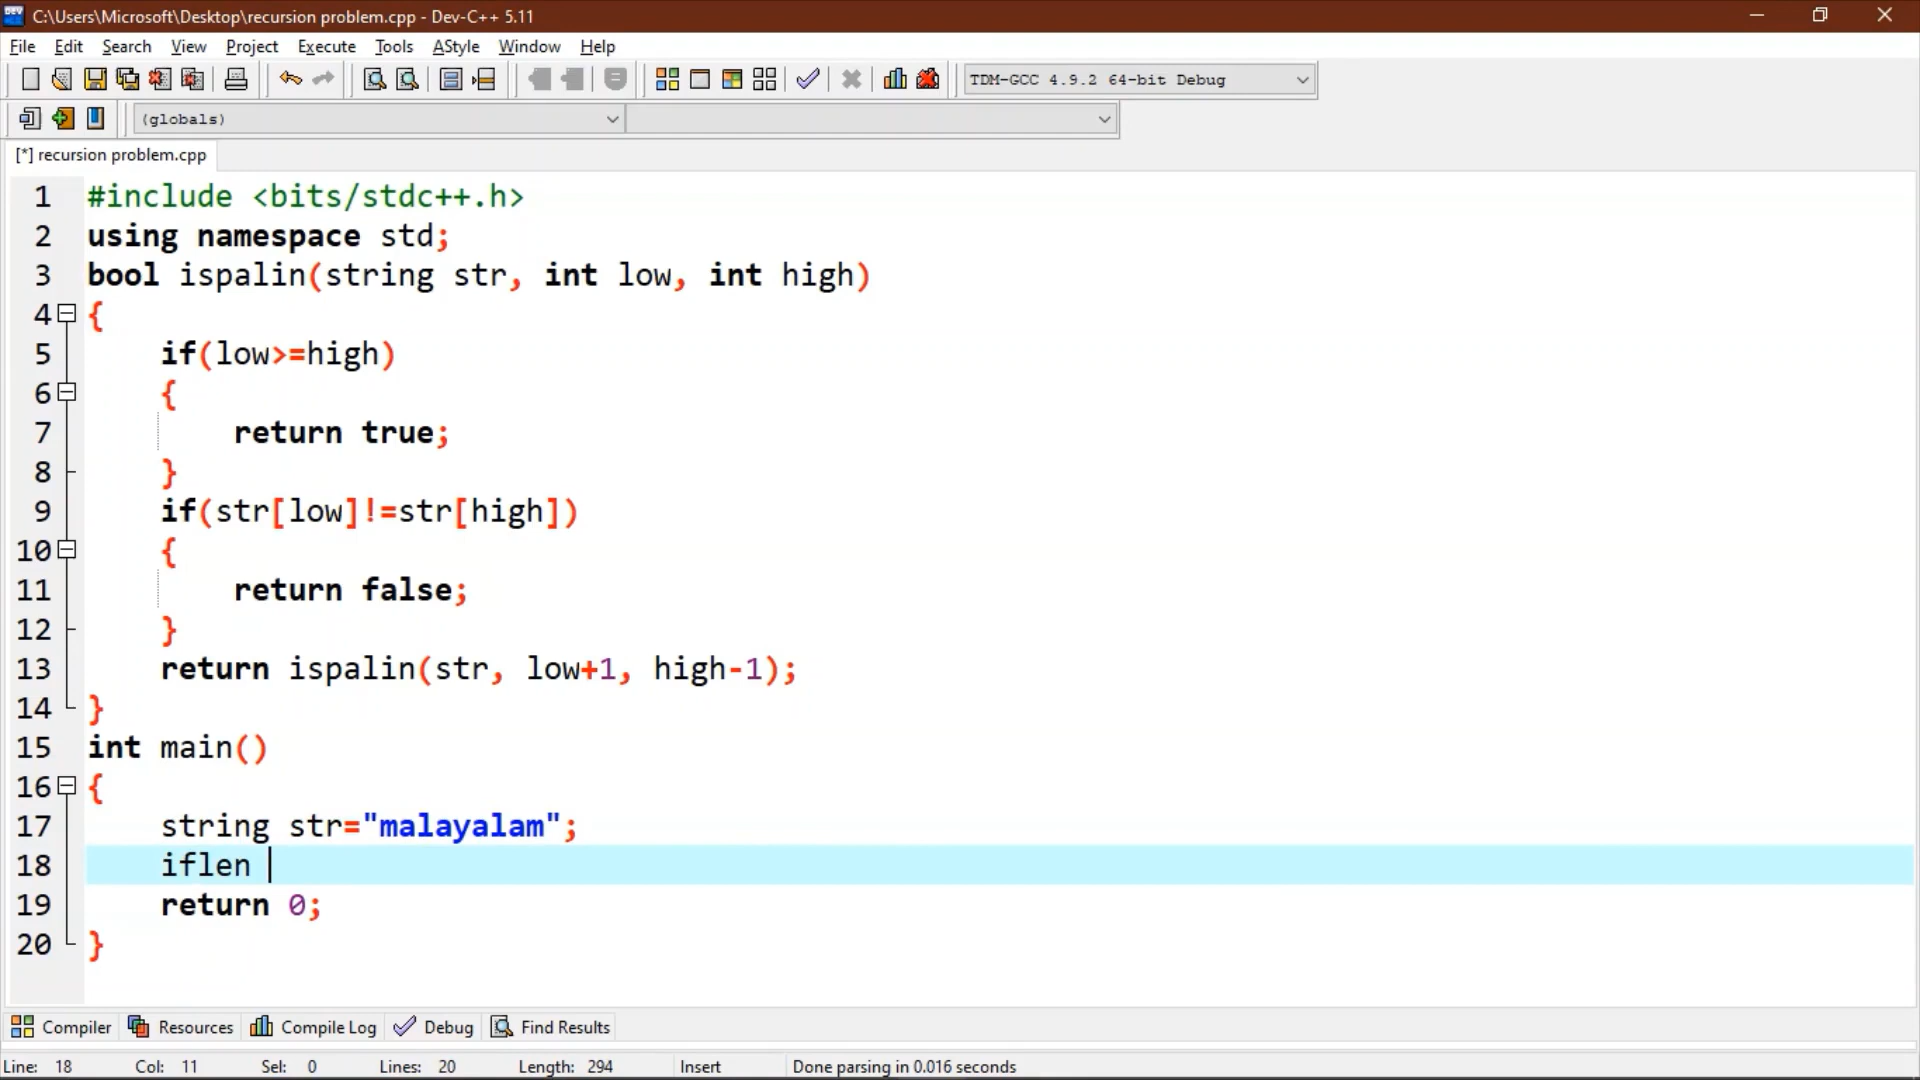 C:\Users\Microsoft\Desktop\recursion problem.cpp - Dev-C++ 5.11
File Edit Search View Project Execute Tools AStyle Window Help
TDM-GCC 4.9.2 64-bit Debug
(globals)
[*] recursion problem.cpp
1 #include <bits/stdc++.h>
2 using namespace std;
3 bool ispalin(string str, int low, int high)
4 {
5 if(low>=high)
6 {
7 return true;
8 }
9 if(str[low]!=str[high])
10 {
11 return false;
12 }
13 return ispalin(str, low+1, high-1);
14 }
15 int main()
16 {
17 string str="malayalam";
18 iflen
19 return 0;
20 }
Compiler Resources Compile Log Debug Find Results
Line: 18 Col: 11 Sel: 0 Lines: 20 Length: 294 Insert Done parsing in 0.016 seconds